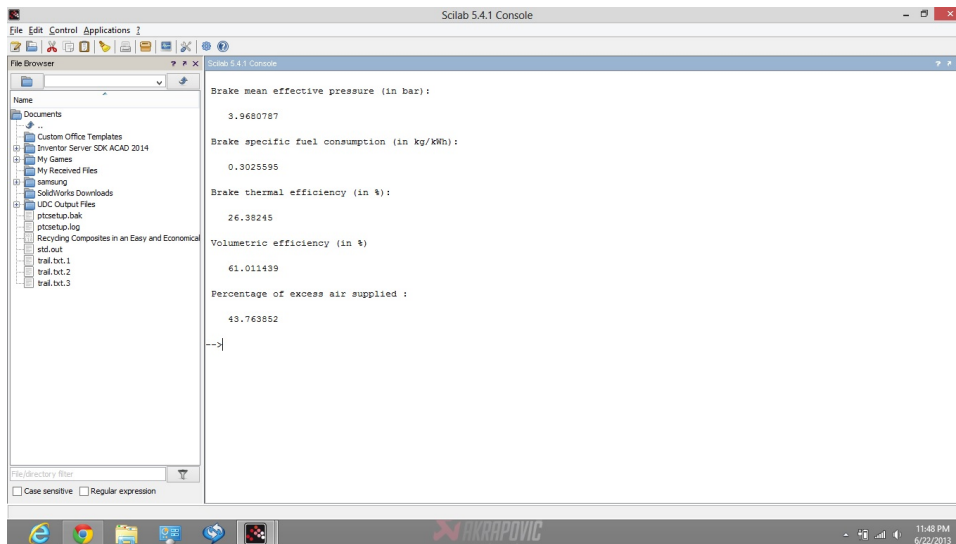 Scilab 5.4.1 Console
File Edit Control Applications ?
File Browser
Scilab 5.4.1 Console
Name
Documents
..
Custom Office Templates
Inventor Server SDK ACAD 2014
My Games
My Received Files
samsung
SolidWorks Downloads
UDC Output Files
ptcsetup.bak
ptcsetup.log
Recyding Composites in an Easy and Economical
std.out
trail.txt.1
trail.txt.2
trail.txt.3
File/directory filter
Case sensitive Regular expression
Brake mean effective pressure (in bar):
3.9680787
Brake specific fuel consumption (in kg/kWh):
0.3025595
Brake thermal efficiency (in %):
26.38245
Volumetric efficiency (in %)
61.011439
Percentage of excess air supplied :
43.763852
-->
AKRAPOVIC
11:48 PM
6/22/2013